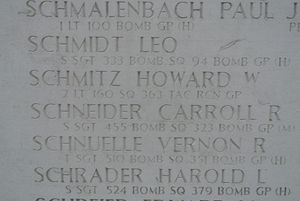 SCHMALENBACH PAUL J
1 LT 100 BOMB GP (H)
SCHMIDT LEO
S SGT 333 BOMB SQ 94 BOMB GP (H)
SCHMITZ HOWARD W
2 LT 160 SQ 363 TAC RCN GP
SCHNEIDER CARROLL R
S SGT 455 BOMB SQ 323 BOMB GP (M)
SCHNUELLE VERNON R
T SGT 510 BOMB SQ 351 BOMB GP (H)
SCHRADER HAROLD L
S SGT 524 BOMB SQ 379 BOMB GP (H)